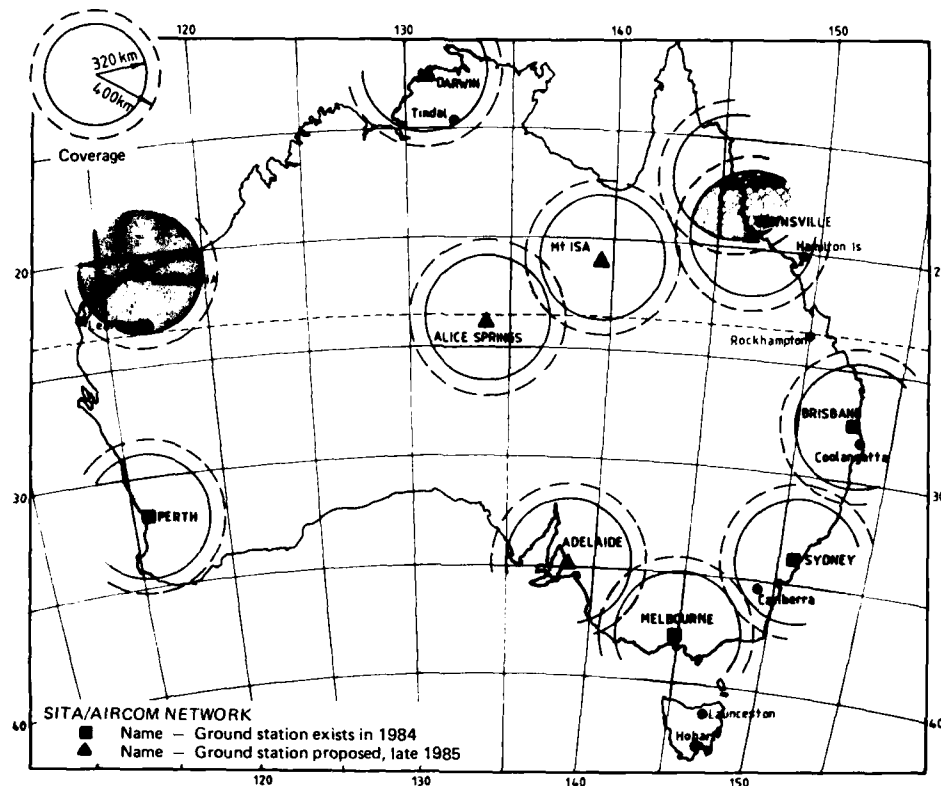 120
130
140
150
320 km
400km
Coverage
DARWIN
Tindal
Mt ISA
Hamilton Is
20
ALICE SPRINGS
Rockhampton
BRISBANE
Coolangatta
30
30
PERTH
ADELAIDE
SYDNEY
Canberra
MELBOURNE
SITA/AIRCOM NETWORK
Name – Ground station exists in 1984
Name – Ground station proposed, late 1985
Launceston
Hobart
40
120
130
140
150